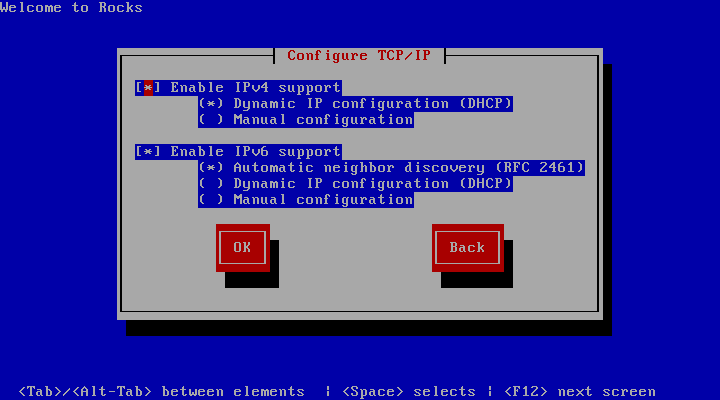 Welcome to Rocks
Configure TCP/IP
[*] Enable IPv4 support
(*) Dynamic IP configuration (DHCP)
( ) Manual configuration
[*] Enable IPv6 support
(*) Automatic neighbor discovery (RFC 2461)
( ) Dynamic IP configuration (DHCP)
( ) Manual configuration
OK Back
<Tab>/<Alt-Tab> between elements | <Space> selects | <F12> next screen